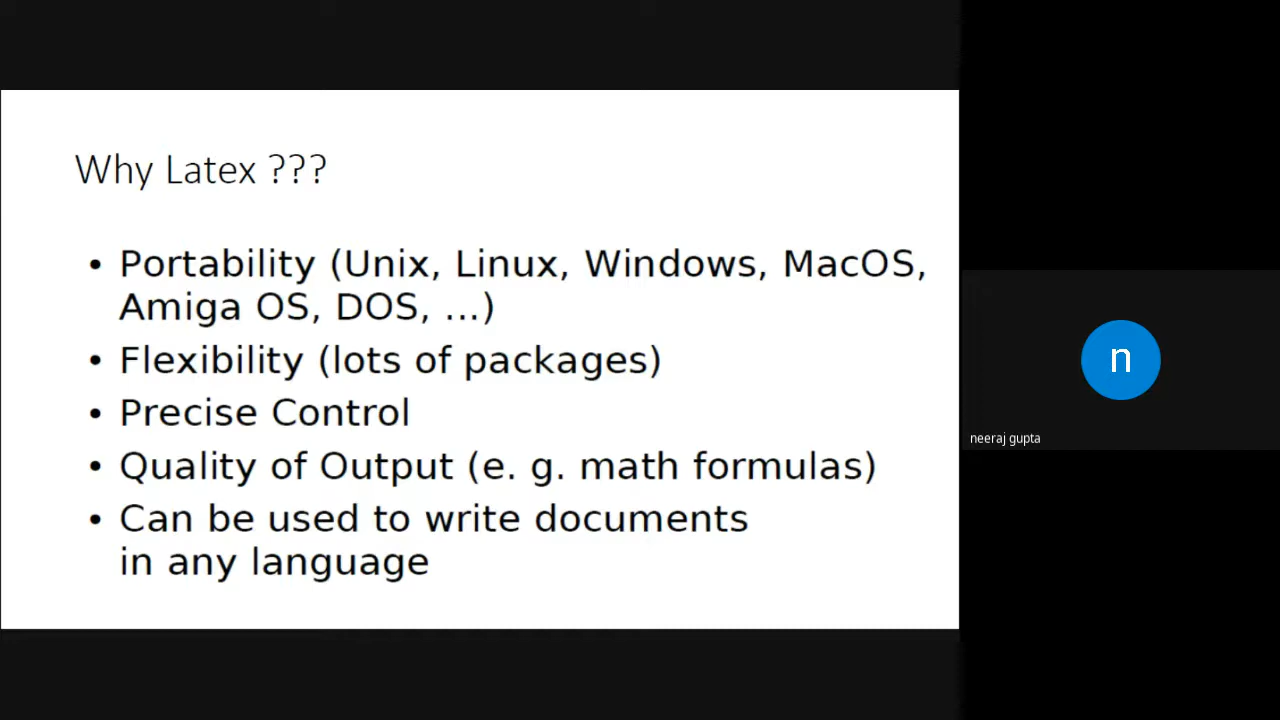 Why Latex ???
• Portability (Unix, Linux, Windows, MacOS,
Amiga OS, DOS, ...)
• Flexibility (lots of packages)
• Precise Control
• Quality of Output (e. g. math formulas)
• Can be used to write documents
in any language
n
neeraj gupta